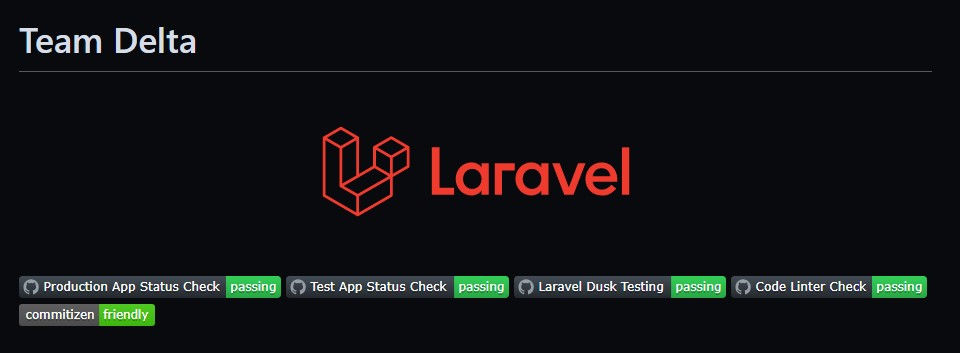 Team Delta
Laravel
Production App Status Check passing Test App Status Check passing Laravel Dusk Testing passing Code Linter Check passing
commitizen friendly